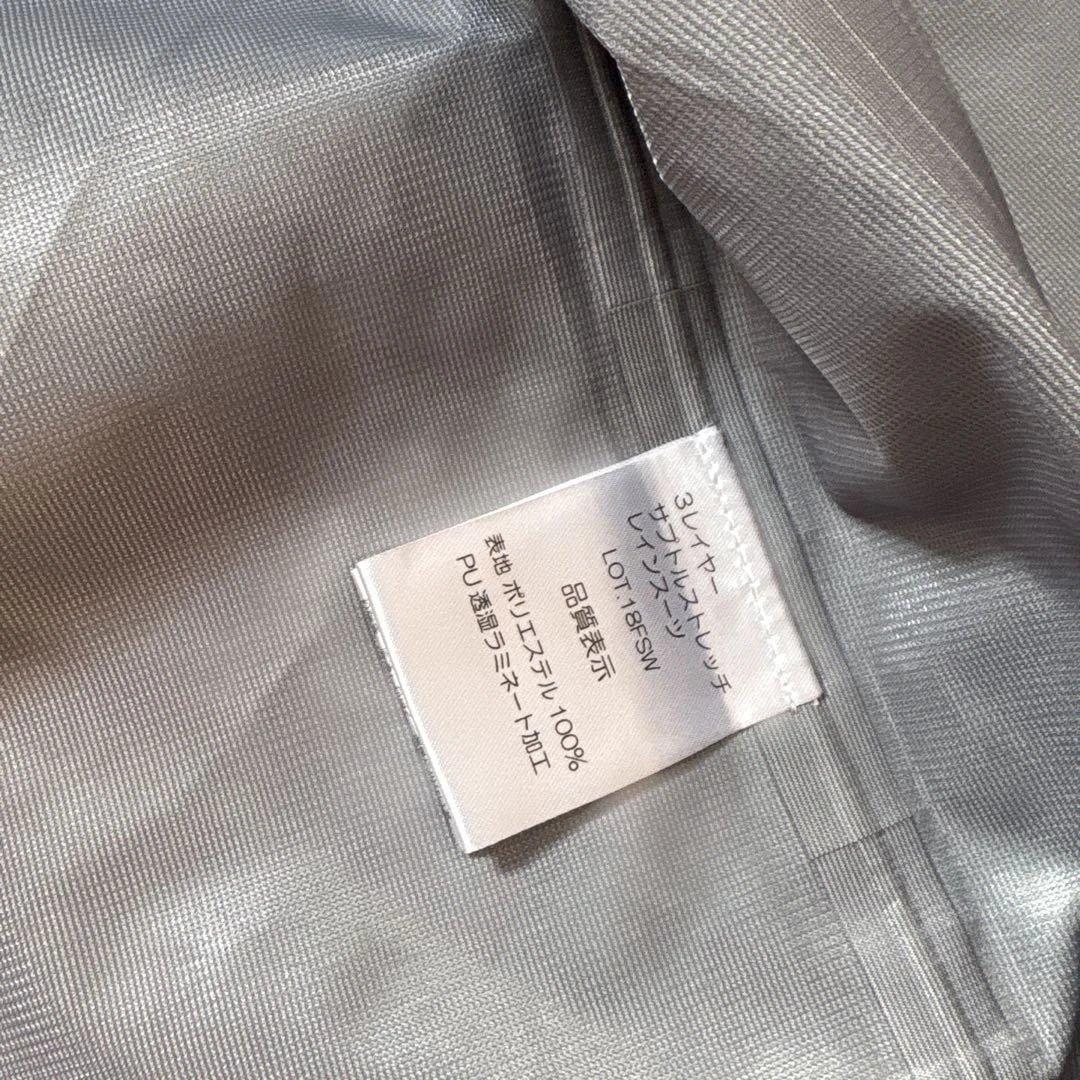 3レイヤー
サブトルストレッチ
レインスーツ
LOT.18FSW
品質表示
表地 ポリエステル 100%
PU透湿ラミネート加工